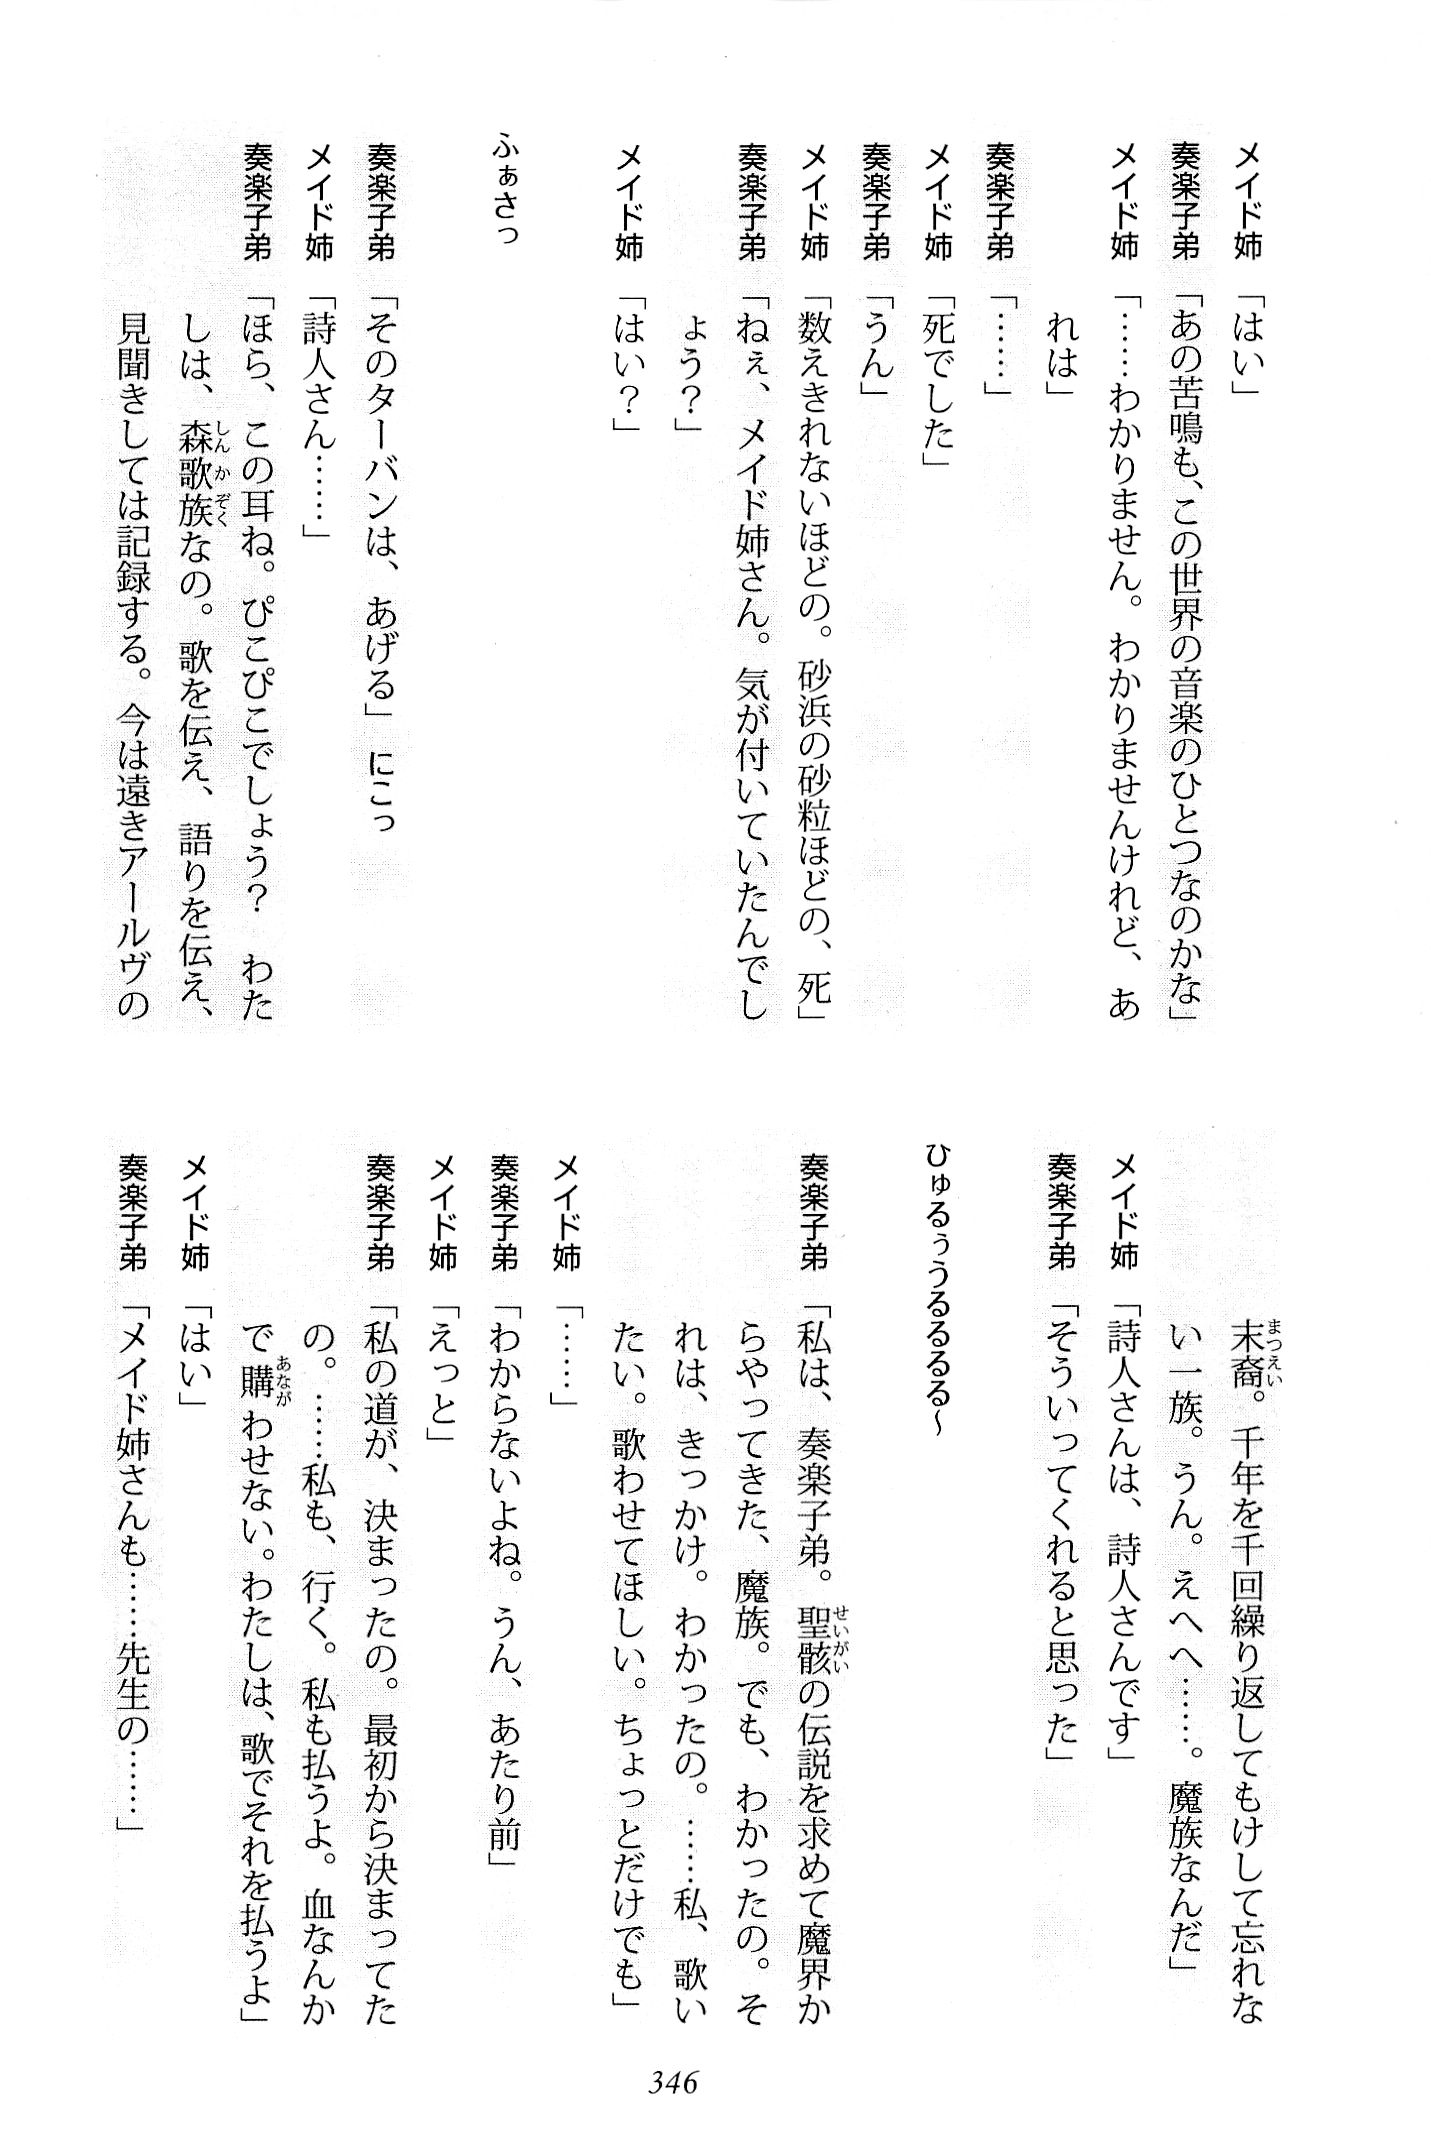 メイド姉「はい」
奏楽子弟「あの苦鳴も、この世界の音楽のひとつなのかな」
メイド姉「……わかりません。わかりませんけれど、あ
れは」
奏楽子弟「……」
メイド姉「死でした」
奏楽子弟「うん」
メイド姉「数えきれないほどの。砂浜の砂粒ほどの、死」
奏楽子弟「ねぇ、メイド姉さん。気が付いていたんでし
ょう？」
メイド姉「はい？」
ふぁさっ
奏楽子弟「そのターバンは、あげる」にこっ
メイド姉「詩人さん……」
奏楽子弟「ほら、この耳ね。ぴこぴこでしょう？　わた
しは、森歌族なの。歌を伝え、語りを伝え、
しんかぞく
見聞きしては記録する。今は遠きアールヴの
末裔。千年を千回繰り返してもけして忘れな
まつえい
い一族。うん。えへへ……。魔族なんだ」
メイド姉「詩人さんは、詩人さんです」
奏楽子弟「そういってくれると思った」
ひゅるぅうるるるる～
奏楽子弟「私は、奏楽子弟。聖骸の伝説を求めて魔界か
せいがい
らやってきた、魔族。でも、わかったの。そ
れは、きっかけ。わかったの。……私、歌い
たい。歌わせてほしい。ちょっとだけでも」
メイド姉「……」
奏楽子弟「わからないよね。うん、あたり前」
メイド姉「えっと」
奏楽子弟「私の道が、決まったの。最初から決まってた
の。……私も、行く。私も払うよ。血なんか
で購わせない。わたしは、歌でそれを払うよ」
あなが
メイド姉「はい」
奏楽子弟「メイド姉さんも……先生の……」
346